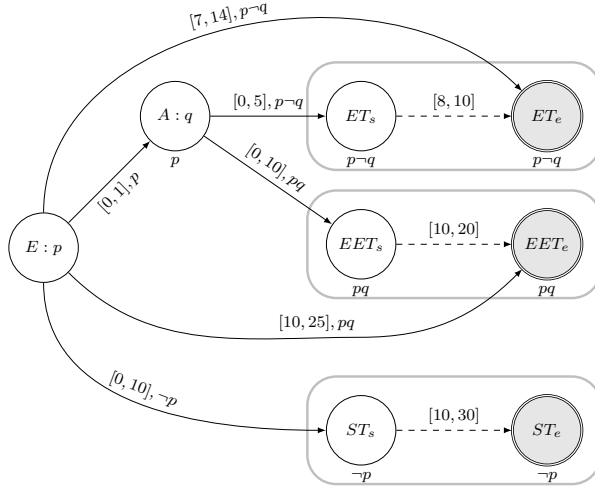 [7, 14], p¬q
[0, 5], p¬q
[8, 10]
A : q
ET_s
ET_e
p
p¬q
p¬q
[0, 10], pq
[0, 1], p
[10, 20]
E : p
EET_s
EET_e
pq
pq
[10, 25], pq
[0, 10], ¬p
[10, 30]
ST_s
ST_e
¬p
¬p